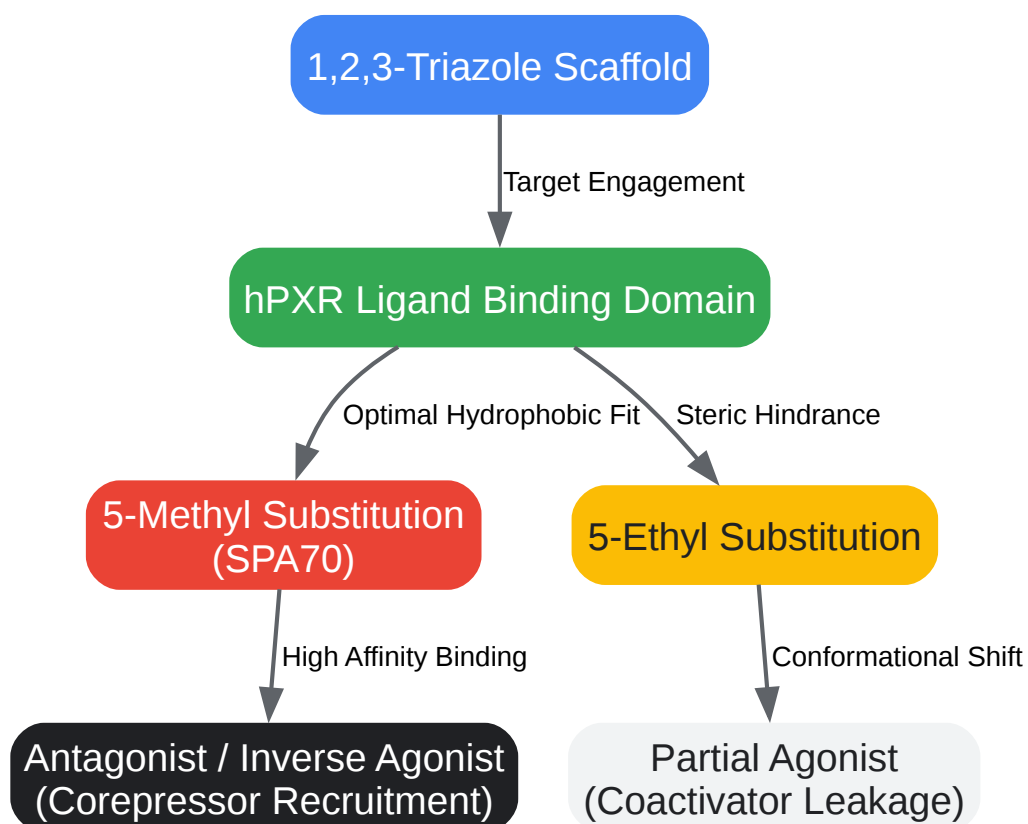 1,2,3-Triazole Scaffold
Target Engagement
hPXR Ligand Binding Domain
Optimal Hydrophobic Fit
Steric Hindrance
5-Methyl Substitution
(SPA70)
5-Ethyl Substitution
High Affinity Binding
Conformational Shift
Antagonist / Inverse Agonist
(Corepressor Recruitment)
Partial Agonist
(Coactivator Leakage)